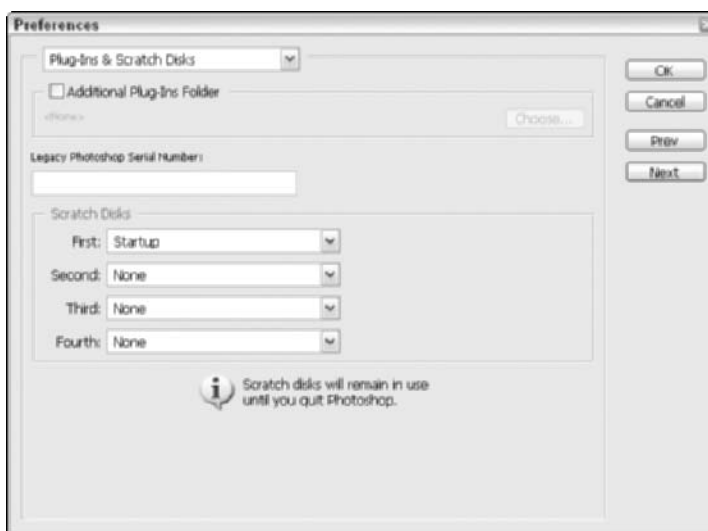 Preferences
Plug-Ins & Scratch Disks
Additional Plug-Ins Folder
<None>
Choose...
Legacy Photoshop Serial Number:
Scratch Disks
First: Startup
Second: None
Third: None
Fourth: None
Scratch disks will remain in use
until you quit Photoshop.
OK
Cancel
Prev
Next